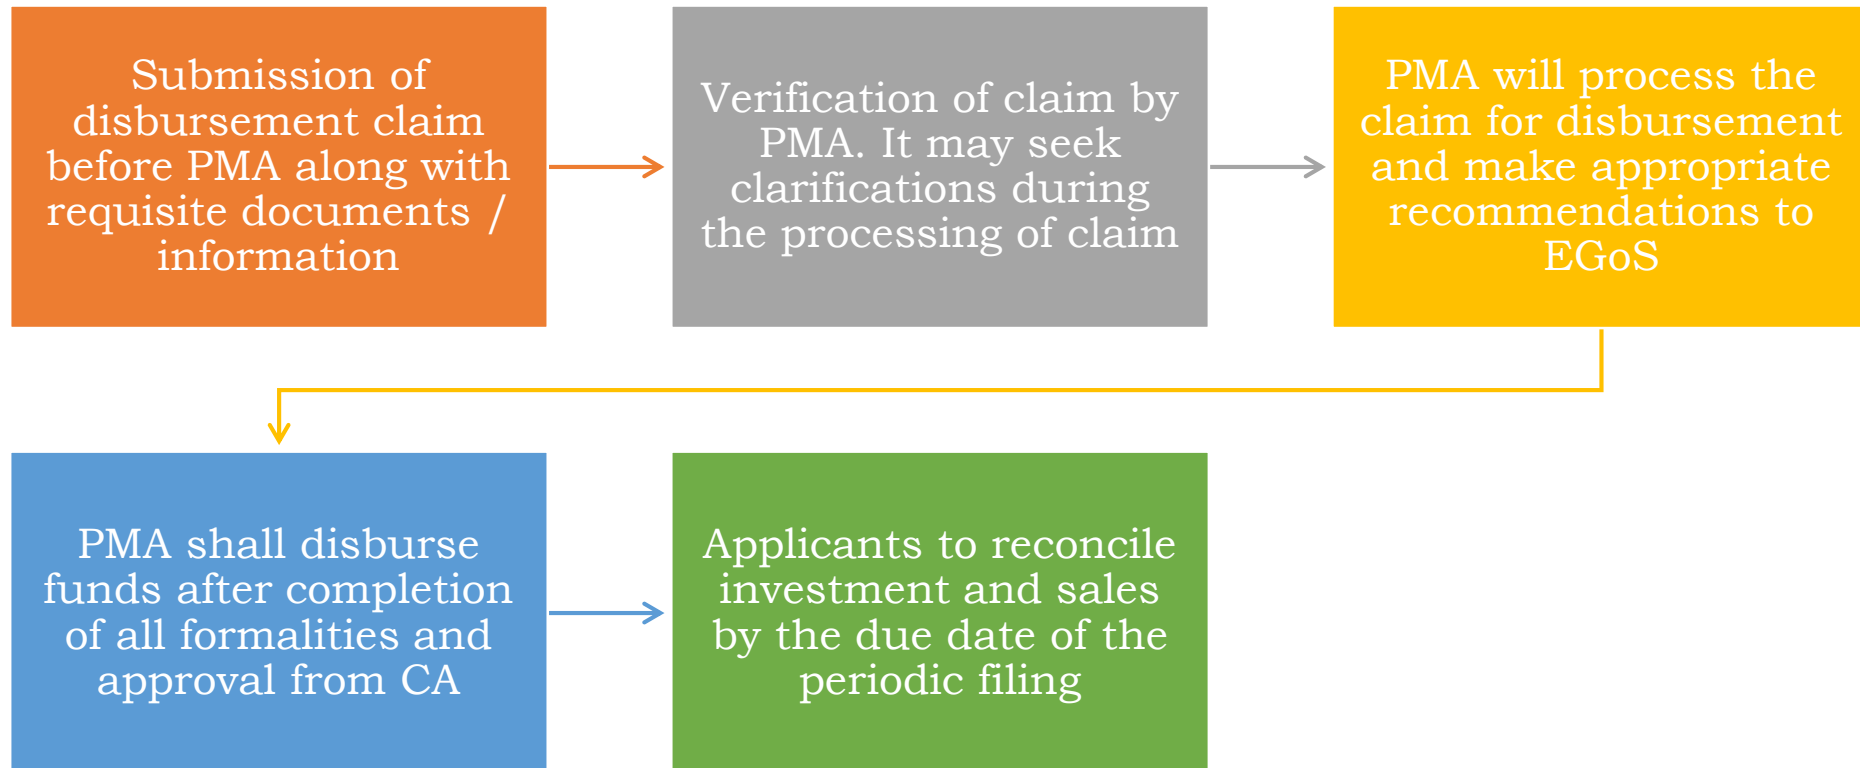 Submission of
disbursement claim
before PMA along with
requisite documents /
information
Verification of claim by
PMA. It may seek
clarifications during
the processing of claim
PMA will process the
claim for disbursement
and make appropriate
recommendations to
EGoS
PMA shall disburse
funds after completion
of all formalities and
approval from CA
Applicants to reconcile
investment and sales
by the due date of the
periodic filing